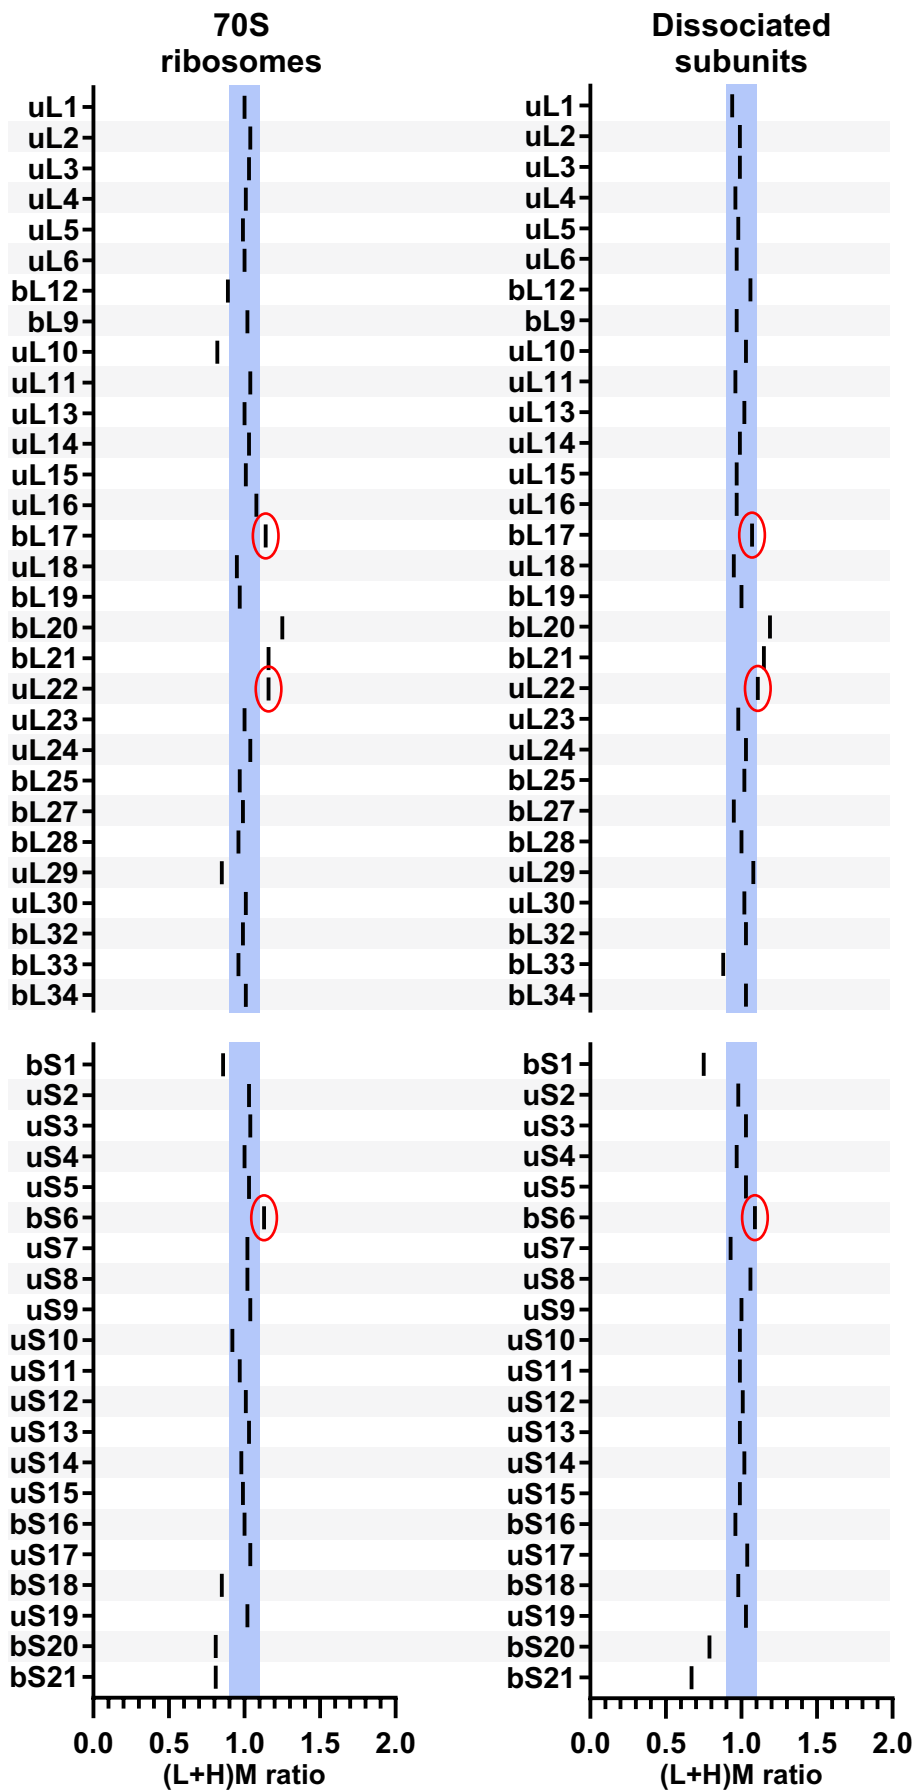 70S
ribosomes
Dissociated
subunits
uL1
uL2
uL3
uL4
uL5
uL6
bL12
bL9
uL10
uL11
uL13
uL14
uL15
uL16
bL17
uL18
bL19
bL20
bL21
uL22
uL23
uL24
bL25
bL27
bL28
uL29
uL30
bL32
bL33
bL34
bS1
uS2
uS3
uS4
uS5
bS6
uS7
uS8
uS9
uS10
uS11
uS12
uS13
uS14
uS15
bS16
uS17
bS18
uS19
bS20
bS21
0.0 0.5 1.0 1.5 2.0
(L+H)M ratio
uL1
uL2
uL3
uL4
uL5
uL6
bL12
bL9
uL10
uL11
uL13
uL14
uL15
uL16
bL17
uL18
bL19
bL20
bL21
uL22
uL23
uL24
bL25
bL27
bL28
uL29
uL30
bL32
bL33
bL34
bS1
uS2
uS3
uS4
uS5
bS6
uS7
uS8
uS9
uS10
uS11
uS12
uS13
uS14
uS15
bS16
uS17
bS18
uS19
bS20
bS21
0.0 0.5 1.0 1.5 2.0
(L+H)M ratio